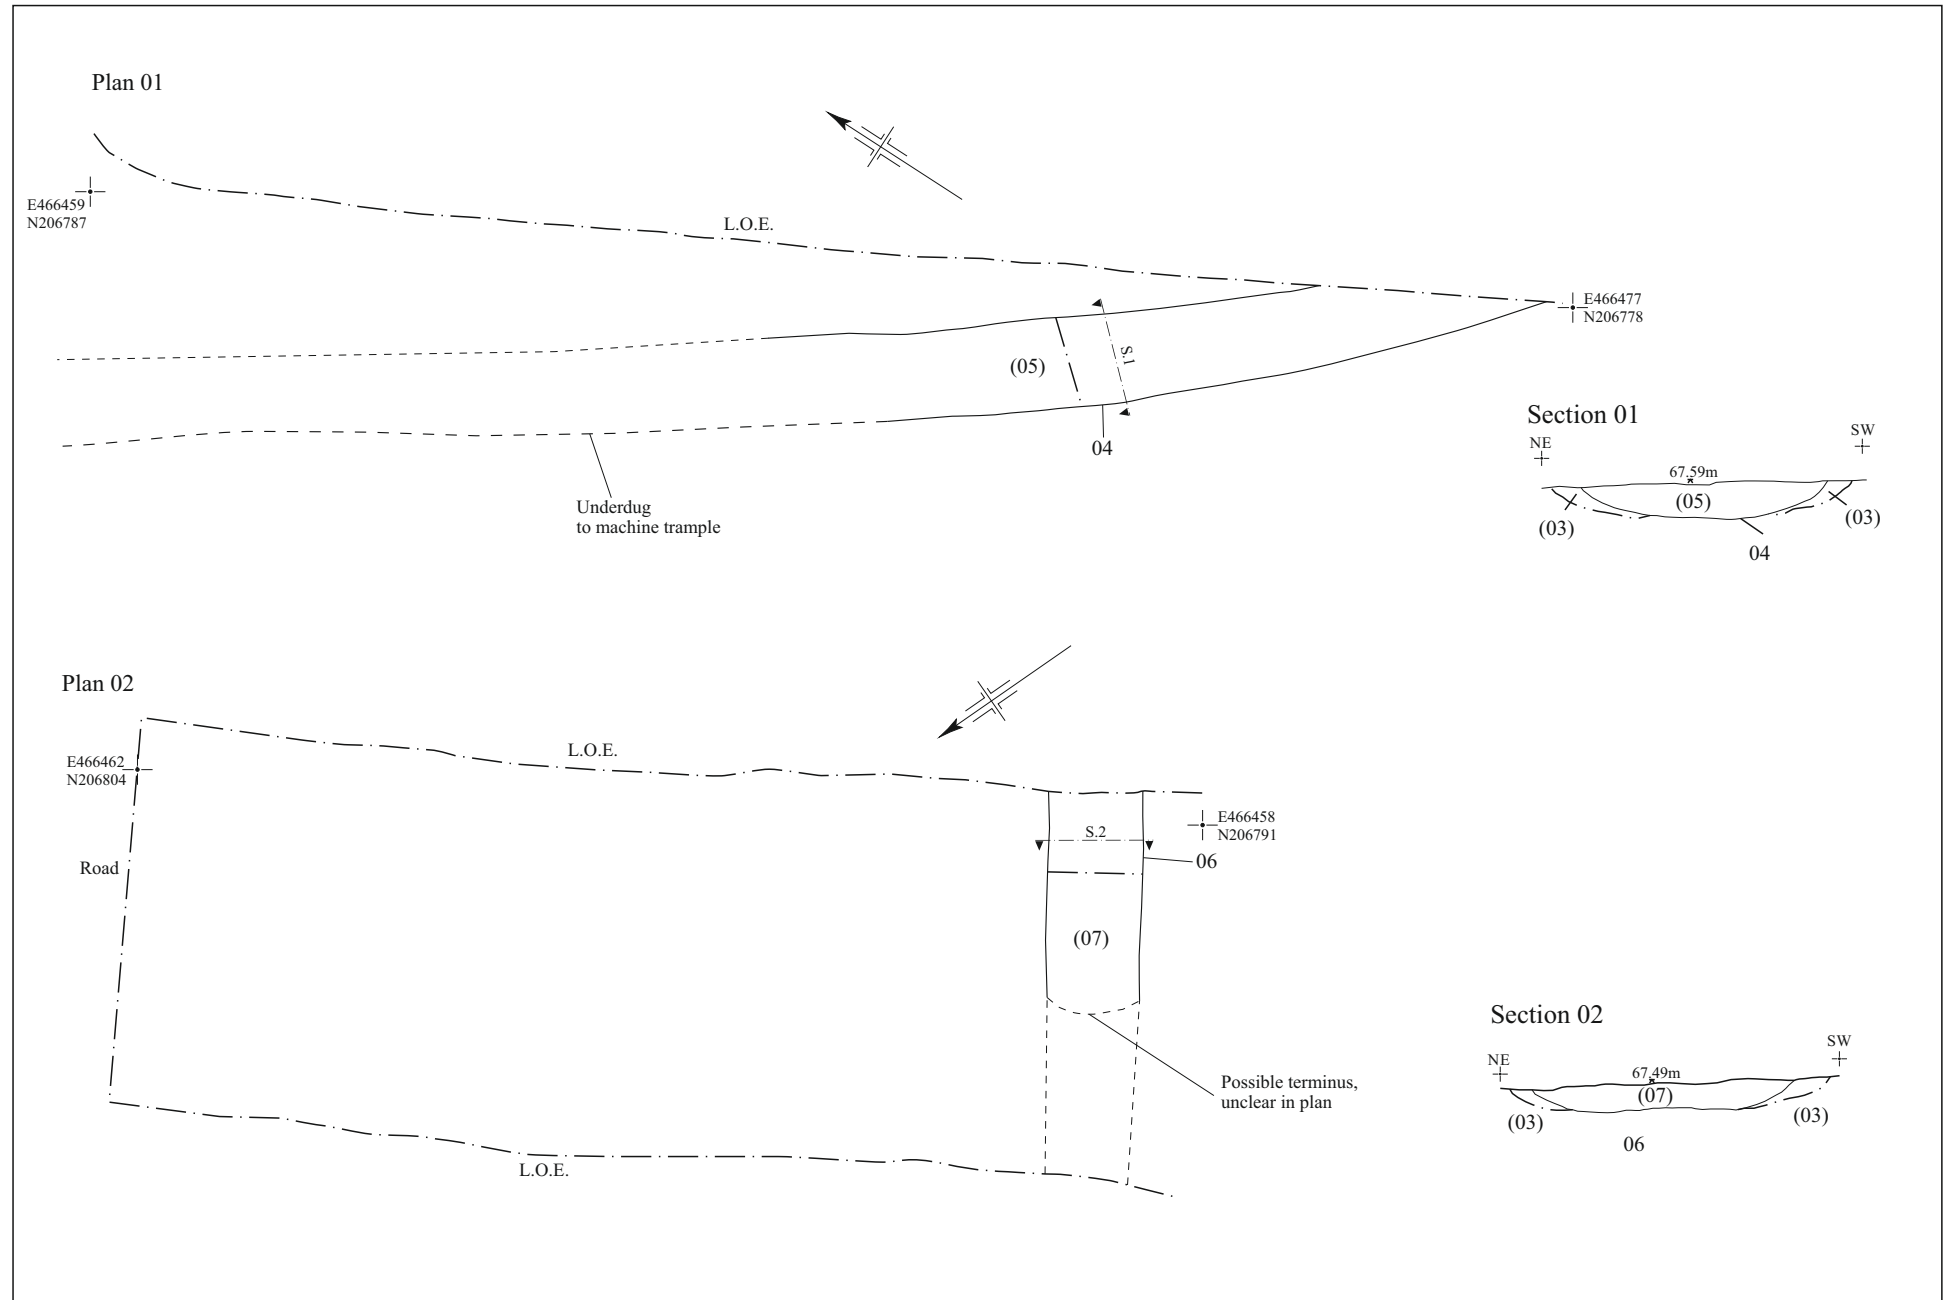 Plan 01
E466459
N206787
L.O.E.
E466477
N206778
S.1
(05)
04
Underdug
to machine trample
Section 01
NE
SW
67.59m
(05)
(03)
(03)
04
Plan 02
E466462
N206804
L.O.E.
Road
S.2
E466458
N206791
06
(07)
Possible terminus,
unclear in plan
L.O.E.
Section 02
NE
SW
67.49m
(07)
(03)
(03)
06